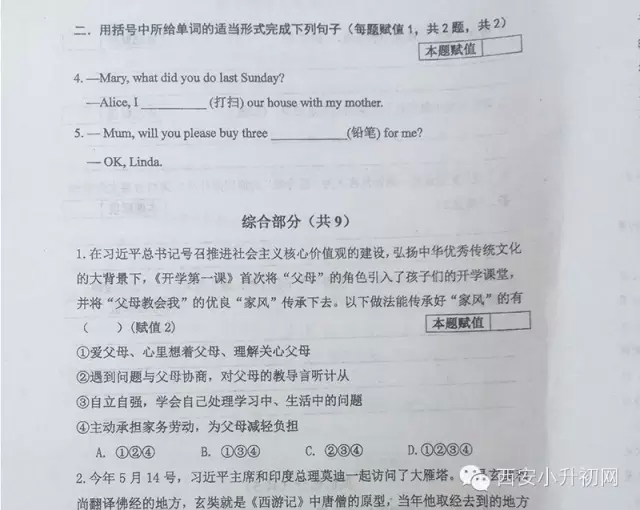 二．用括号中所给单词的适当形式完成下列句子（每题赋值1，共2题，共2）
本题赋值
4. —Mary, what did you do last Sunday?
—Alice, I __________ (打扫) our house with my mother.
5. — Mum, will you please buy three ___________(铅笔) for me?
— OK, Linda.
综合部分（共9）
1. 在习近平总书记号召推进社会主义核心价值观的建设，弘扬中华优秀传统文化
的大背景下，《开学第一课》首次将“父母”的角色引入了孩子们的开学课堂，
并将“父母教会我”的优良“家风”传承下去。以下做法能传承好“家风”的有
（ ）(赋值2)
本题赋值
①爱父母、心里想着父母、理解关心父母
②遇到问题与父母协商，对父母的教导言听计从
③自立自强，学会自己处理学习中、生活中的问题
④主动承担家务劳动，为父母减轻负担
A. ①②④ B. ①③④ C. ②③④ D.①②③④
2. 今年5月14号，习近平主席和印度总理莫迪一起访问了大雁塔。
西安小升初网
尚翻译佛经的地方，玄奘就是《西游记》中唐僧的原型，当年他取经去到的地方